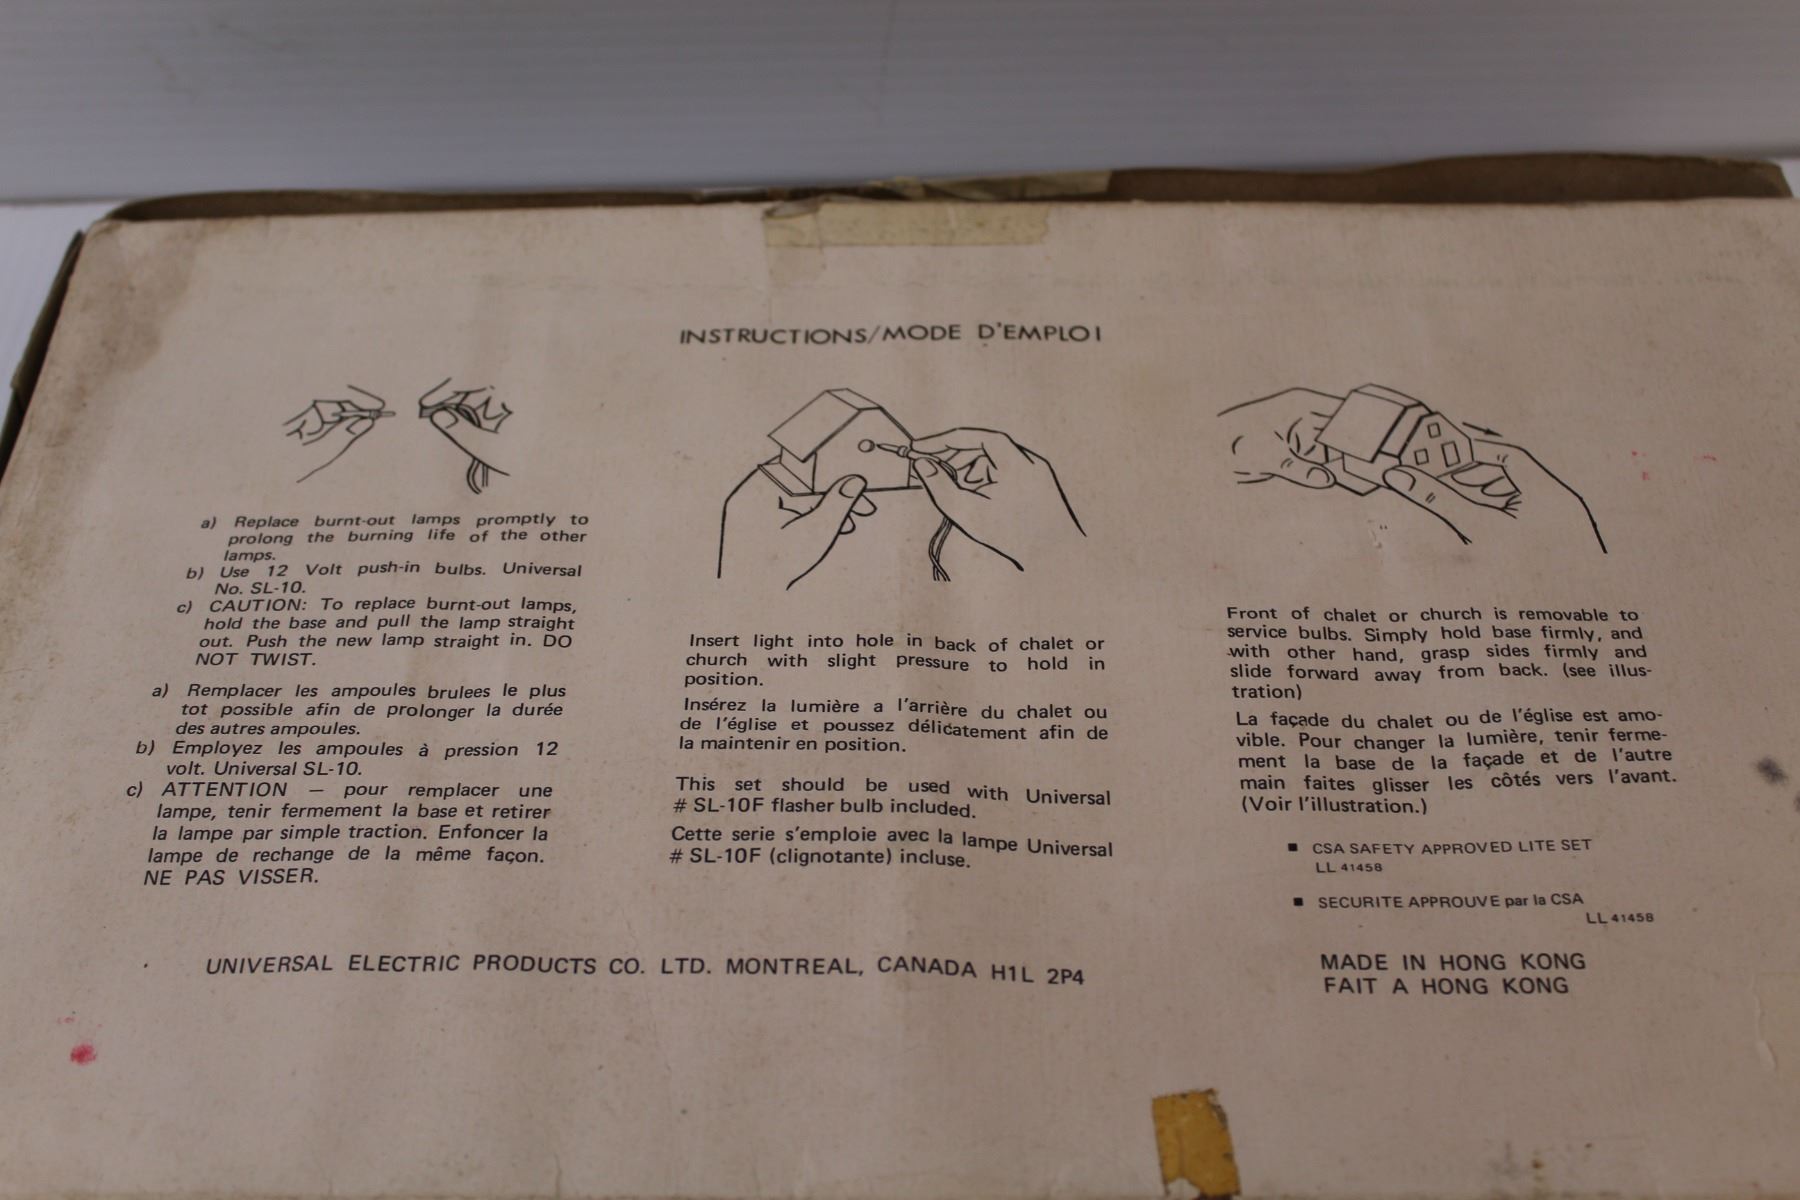 INSTRUCTIONS/MODE D'EMPLOI
a) Replace burnt-out lamps promptly to
prolong the burning life of the other
lamps.
b) Use 12 Volt push-in bulbs. Universal
No. SL-10.
c) CAUTION: To replace burnt-out lamps,
hold the base and pull the lamp straight
out. Push the new lamp straight in. DO
NOT TWIST.
a) Remplacer les ampoules brulees le plus
tot possible afin de prolonger la durée
des autres ampoules.
b) Employez les ampoules à pression 12
volt. Universal SL-10.
c) ATTENTION — pour remplacer une
lampe, tenir fermement la base et retirer
la lampe par simple traction. Enfoncer la
lampe de rechange de la même façon.
NE PAS VISSER.
Insert light into hole in back of chalet or
church with slight pressure to hold in
position.
Insérez la lumière a l'arrière du chalet ou
de l'église et poussez délicatement afin de
la maintenir en position.
This set should be used with Universal
# SL-10F flasher bulb included.
Cette serie s'emploie avec la lampe Universal
# SL-10F (clignotante) incluse.
Front of chalet or church is removable to
service bulbs. Simply hold base firmly, and
with other hand, grasp sides firmly and
slide forward away from back. (see illus-
tration)
La façade du chalet ou de l'église est amo-
vible. Pour changer la lumière, tenir ferme-
ment la base de la façade et de l'autre
main faites glisser les côtés vers l'avant.
(Voir l'illustration.)
■ CSA SAFETY APPROVED LITE SET
LL 41458
■ SECURITE APPROUVE par la CSA
LL 41458
UNIVERSAL ELECTRIC PRODUCTS CO. LTD. MONTREAL, CANADA H1L 2P4
MADE IN HONG KONG
FAIT A HONG KONG